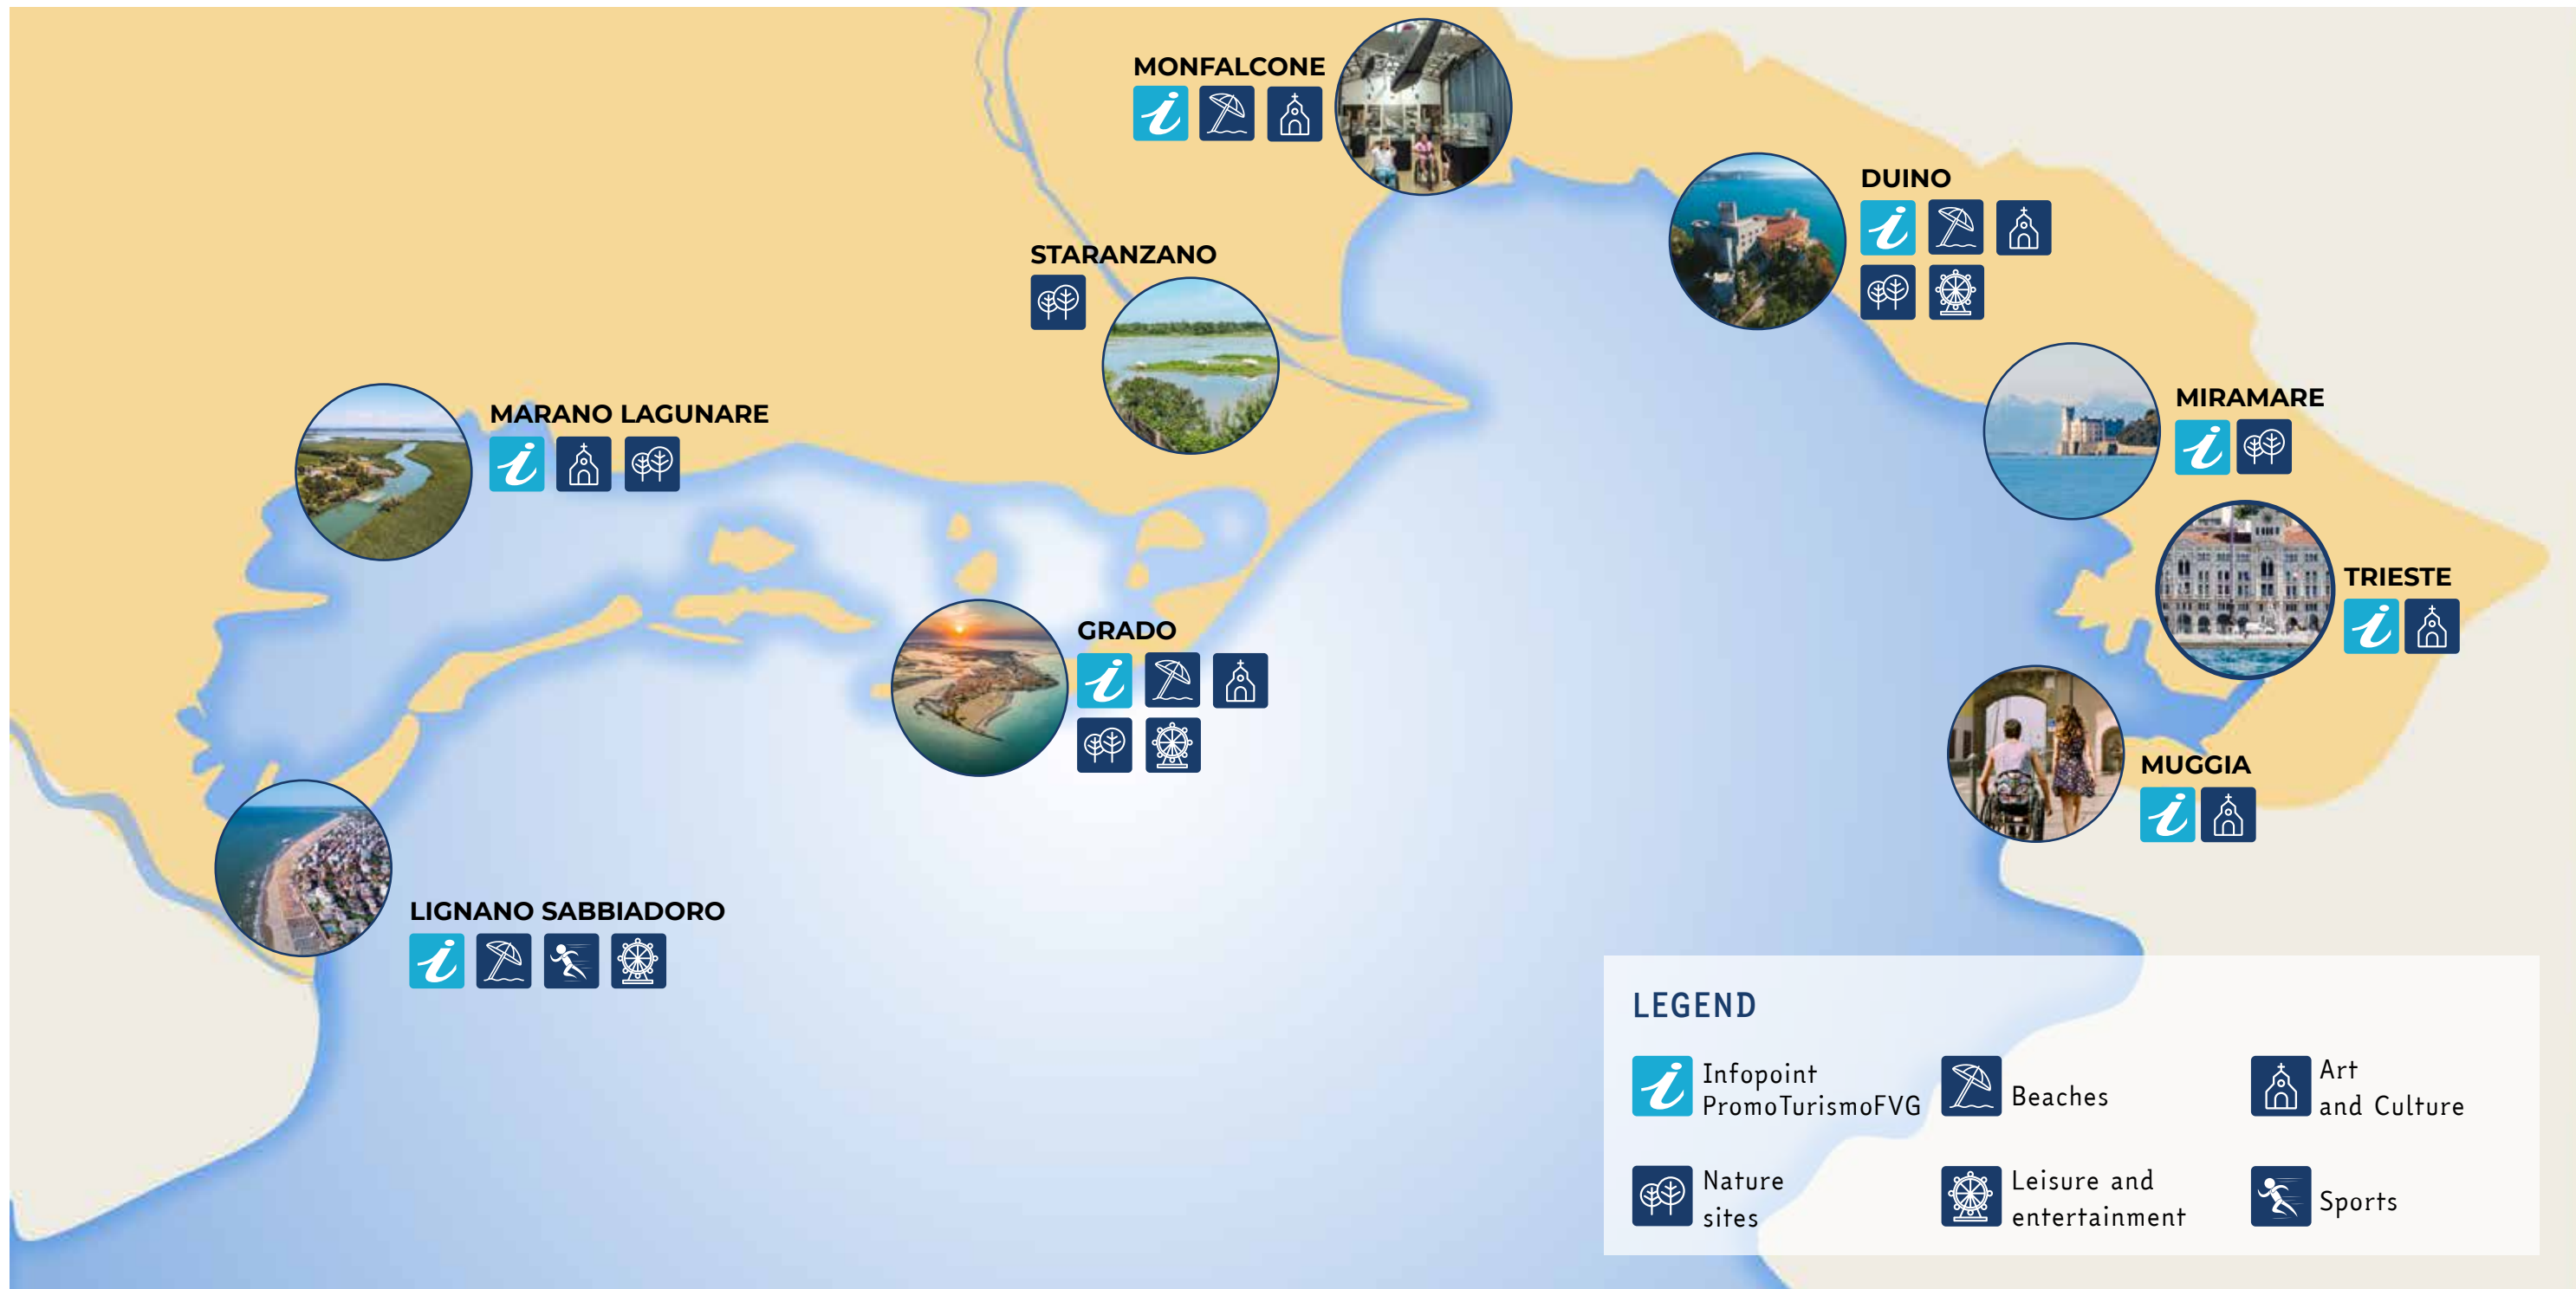 MONFALCONE
DUINO
STARANZANO
MIRAMARE
MARANO LAGUNARE
TRIESTE
GRADO
MUGGIA
LIGNANO SABBIADORO
LEGEND
Infopoint
PromoTurismoFVG
Beaches
Art
and Culture
Nature
sites
Leisure and
entertainment
Sports